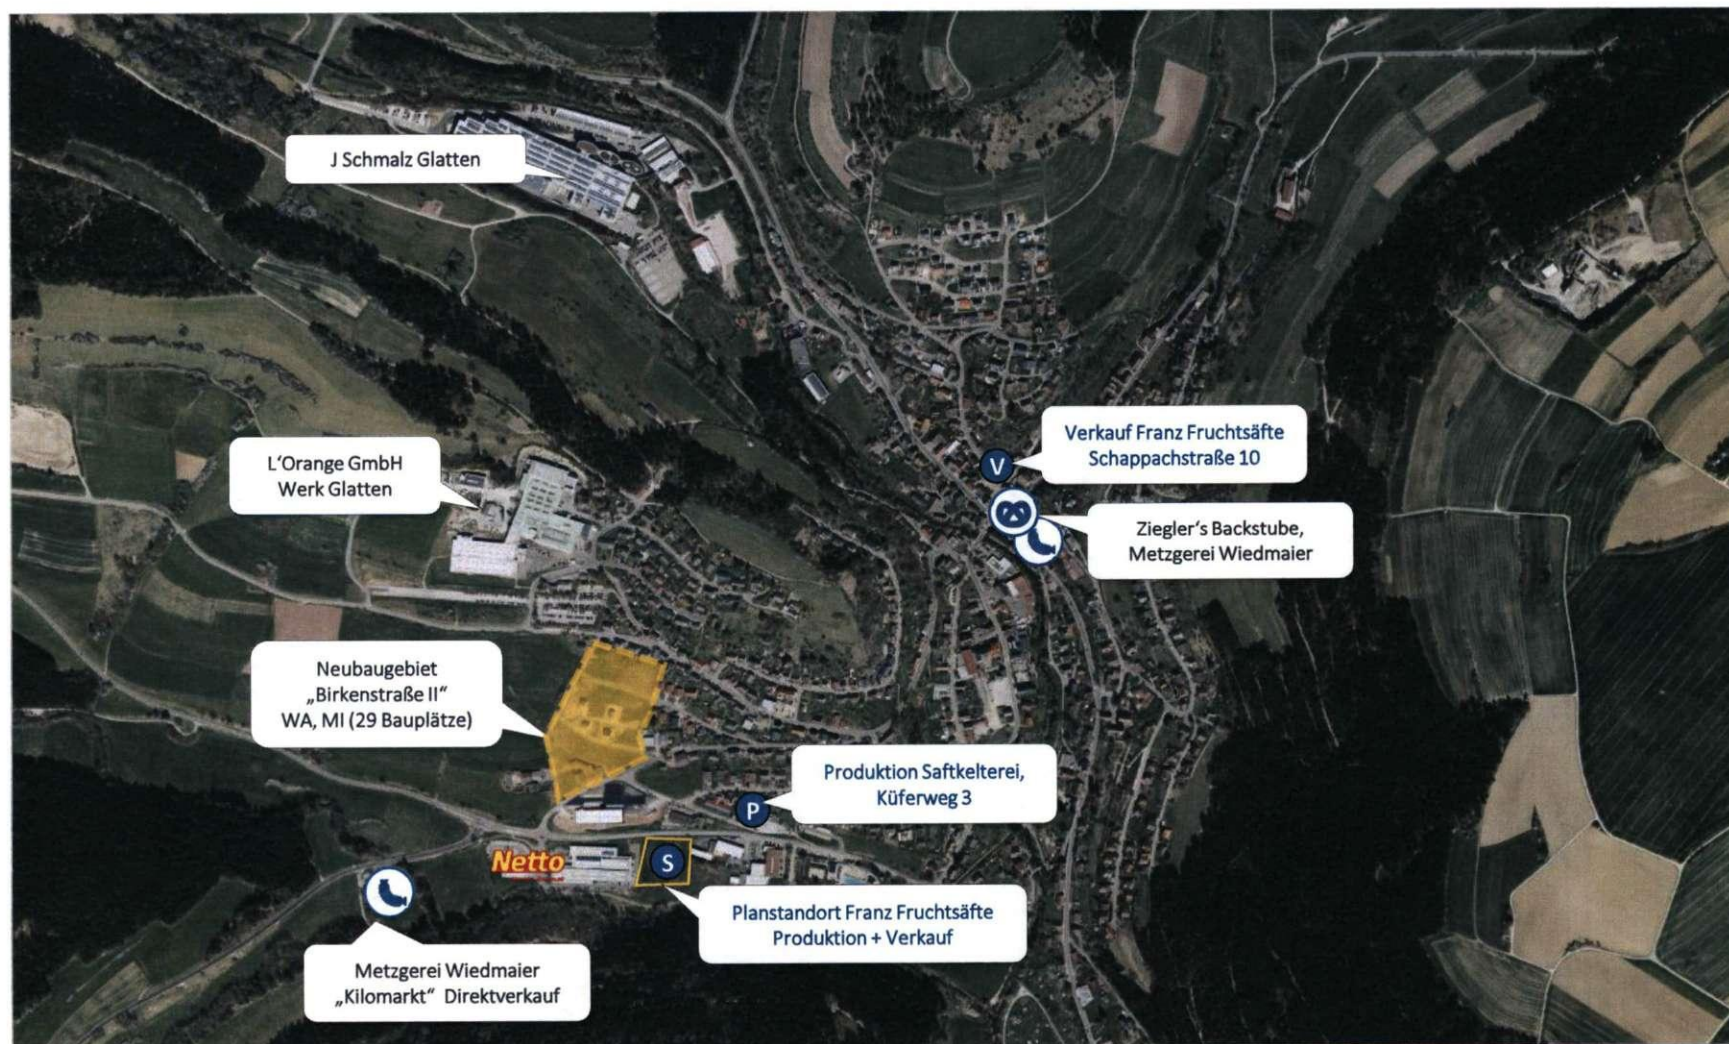 J Schmalz Glatten
L‘Orange GmbH
Werk Glatten
Verkauf Franz Fruchtsäfte
Schappachstraße 10
V
Ziegler‘s Backstube,
Metzgerei Wiedmaier
Neubaugebiet
„Birkenstraße II“
WA, MI (29 Bauplätze)
Produktion Saftkelterei,
Küferweg 3
P
Netto
S
Planstandort Franz Fruchtsäfte
Produktion + Verkauf
Metzgerei Wiedmaier
„Kilomarkt“ Direktverkauf